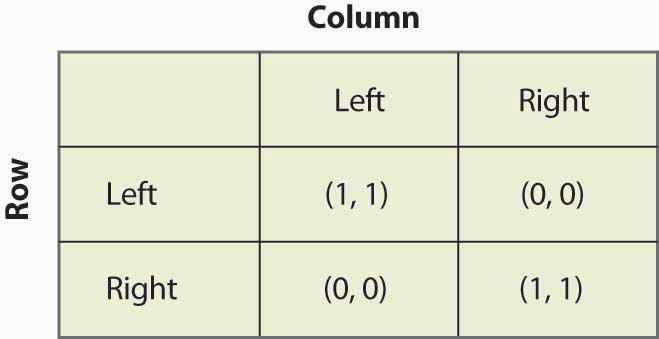 Column
Left Right
Row
Left (1, 1) (0, 0)
Right (0, 0) (1, 1)